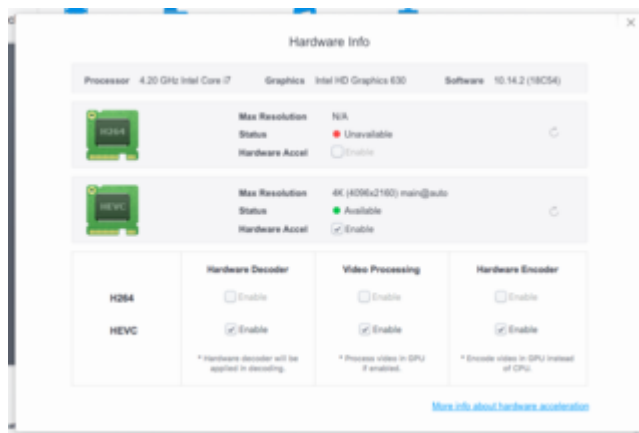 Hardware Info
Processor 4.20 GHz Intel Core i7 Graphics Intel HD Graphics 630 Software 10.14.2 (18C54)
H264
Max Resolution N/A
Status Unavailable
Hardware Accel Enable
HEVC
Max Resolution 4K (4096x2160) main@auto
Status Available
Hardware Accel Enable
Hardware Decoder Video Processing Hardware Encoder
H264 Enable Enable Enable
HEVC Enable Enable Enable
* Hardware decoder will be applied in decoding.
* Process video in GPU if enabled.
* Encode video in GPU instead of CPU.
More info about hardware acceleration